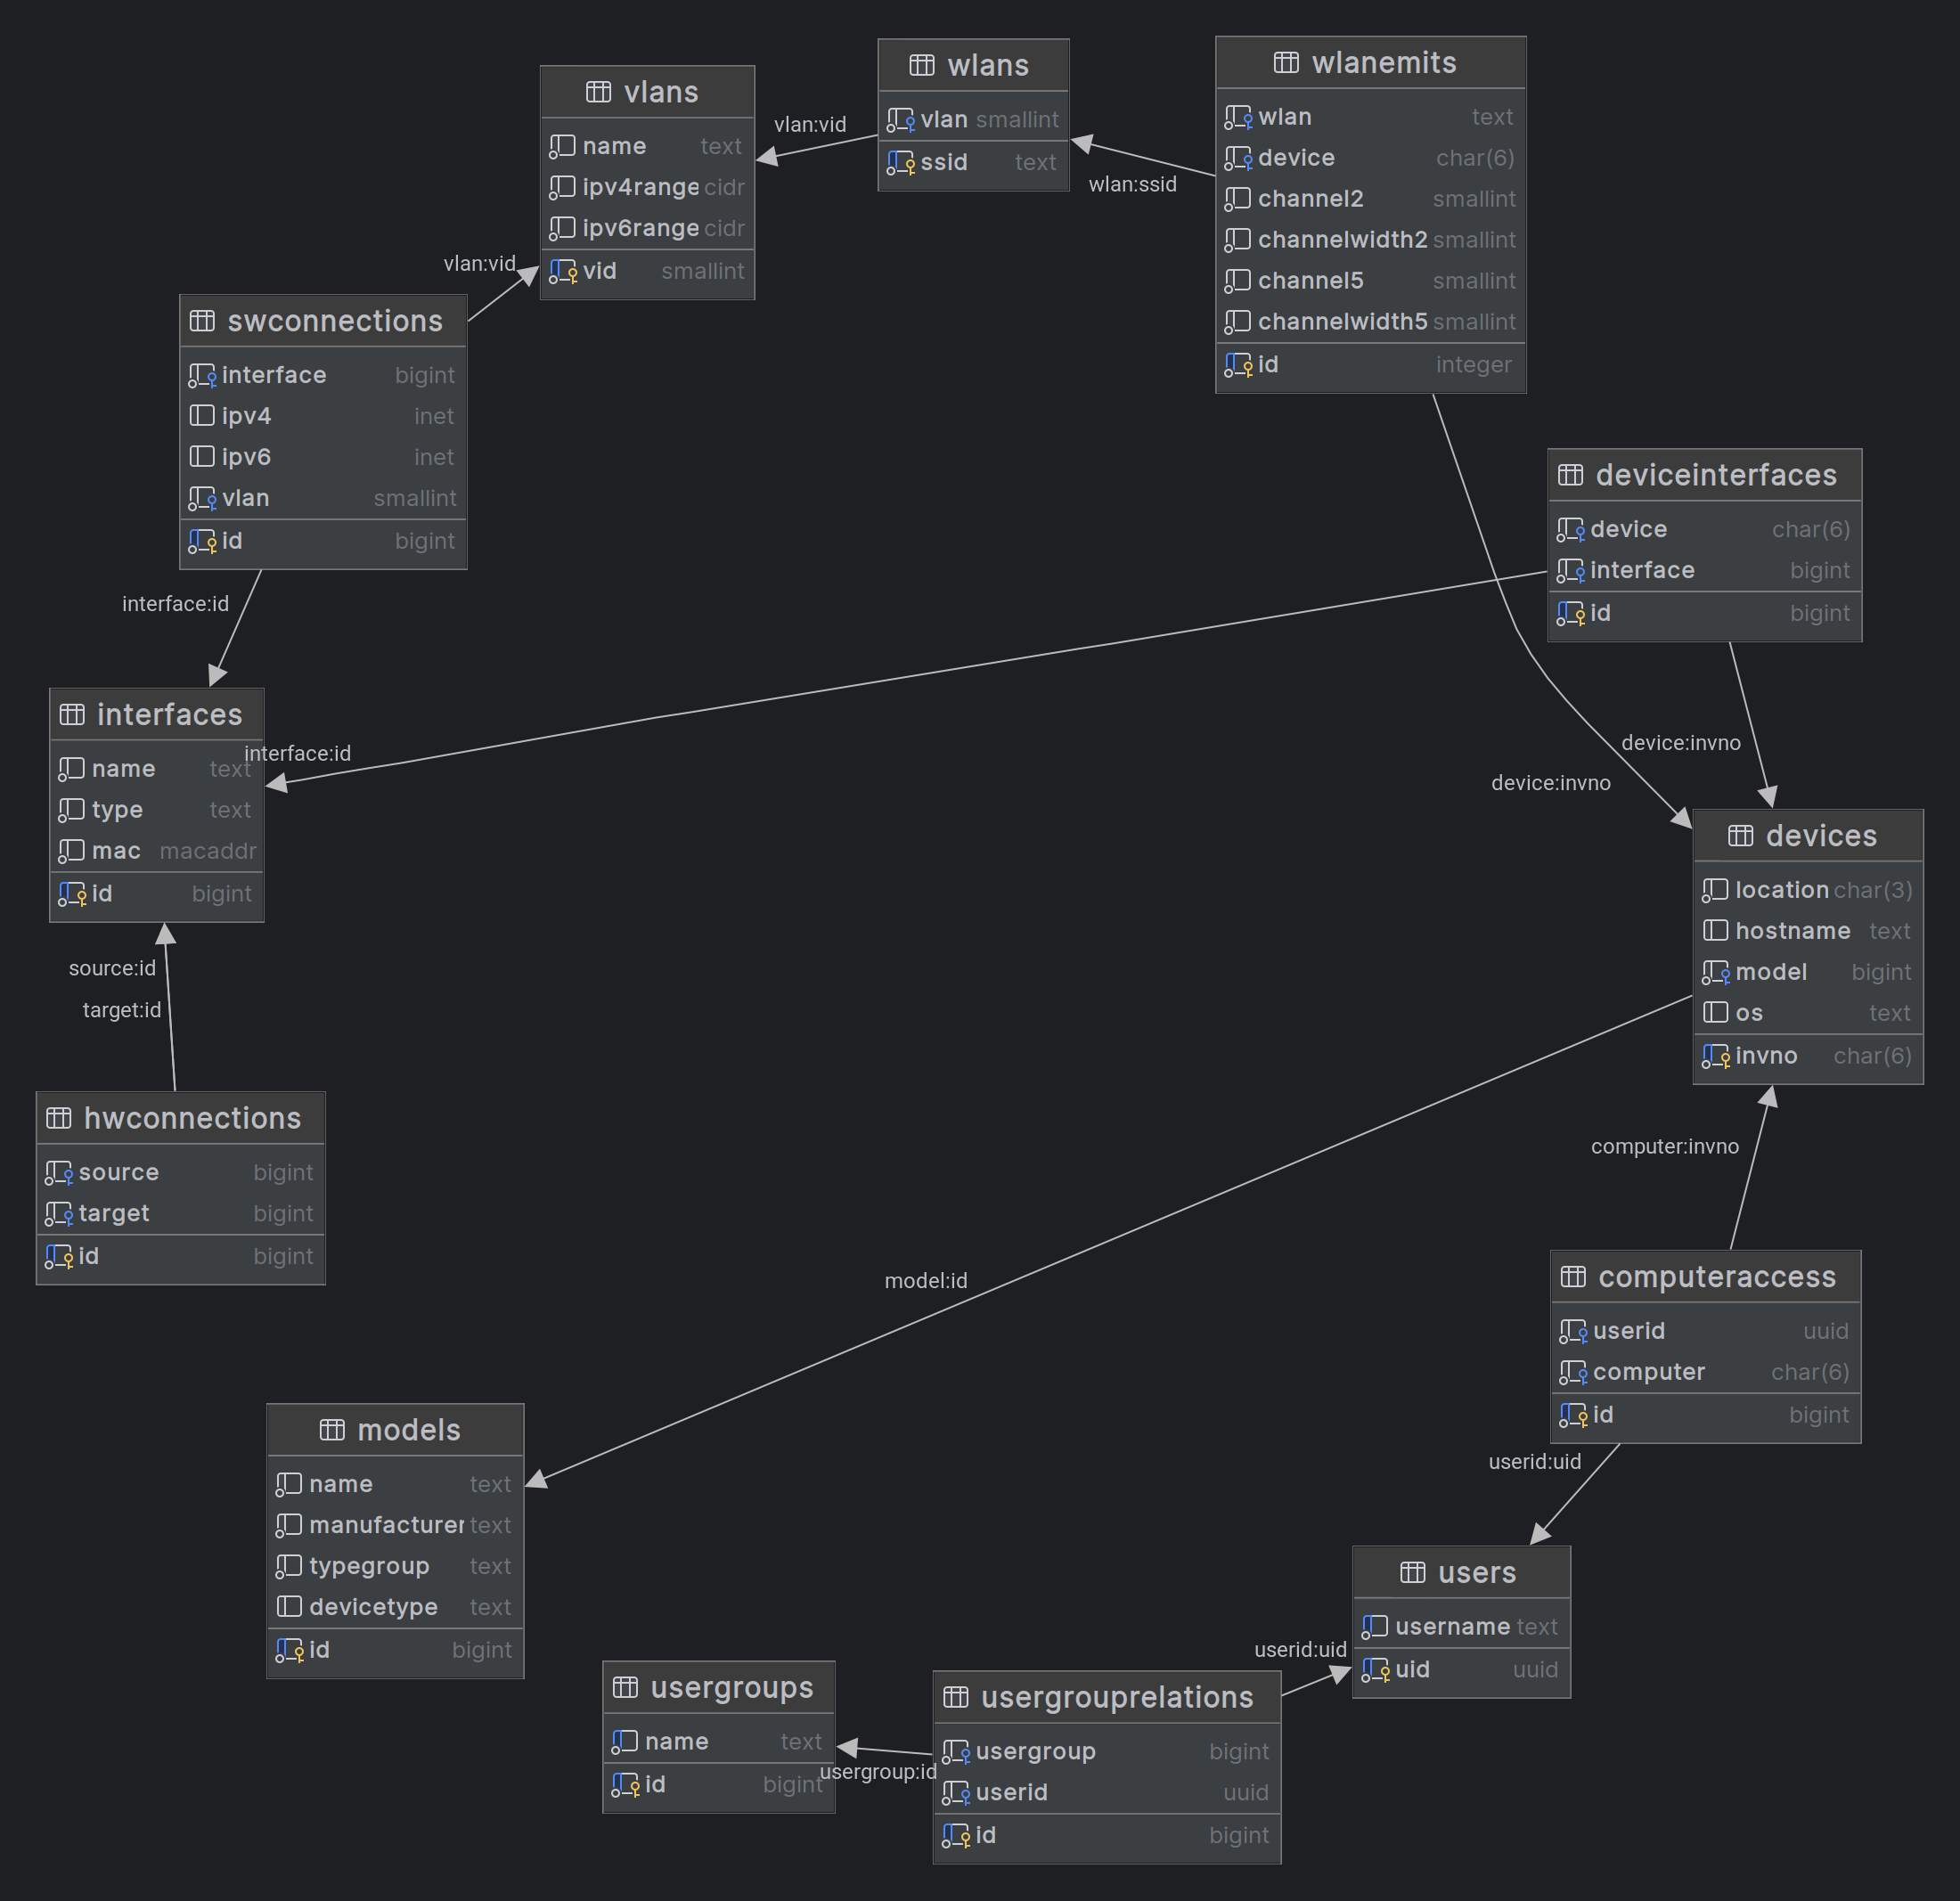 vlans
name text
ipv4range cidr
ipv6range cidr
vid smallint
vlan:vid
wlans
vlan smallint
ssid text
wlan:ssid
wlanemits
wlan text
device char(6)
channel2 smallint
channelwidth2 smallint
channel5 smallint
channelwidth5 smallint
id integer
vlan:vid
swconnections
interface bigint
ipv4 inet
ipv6 inet
vlan smallint
id bigint
interface:id
deviceinterfaces
device char(6)
interface bigint
id bigint
interfaces
name text
type text
mac macaddr
id bigint
interface:id
device:invno
device:invno
devices
location char(3)
hostname text
model bigint
os text
invno char(6)
source:id
target:id
hwconnections
source bigint
target bigint
id bigint
computer:invno
model:id
computeraccess
userid uuid
computer char(6)
id bigint
userid:uid
models
name text
manufacturer text
typegroup text
devicetype text
id bigint
users
username text
uid uuid
userid:uid
usergroups
name text
id bigint
usergroup:id
usergrouprelations
usergroup bigint
userid uuid
id bigint